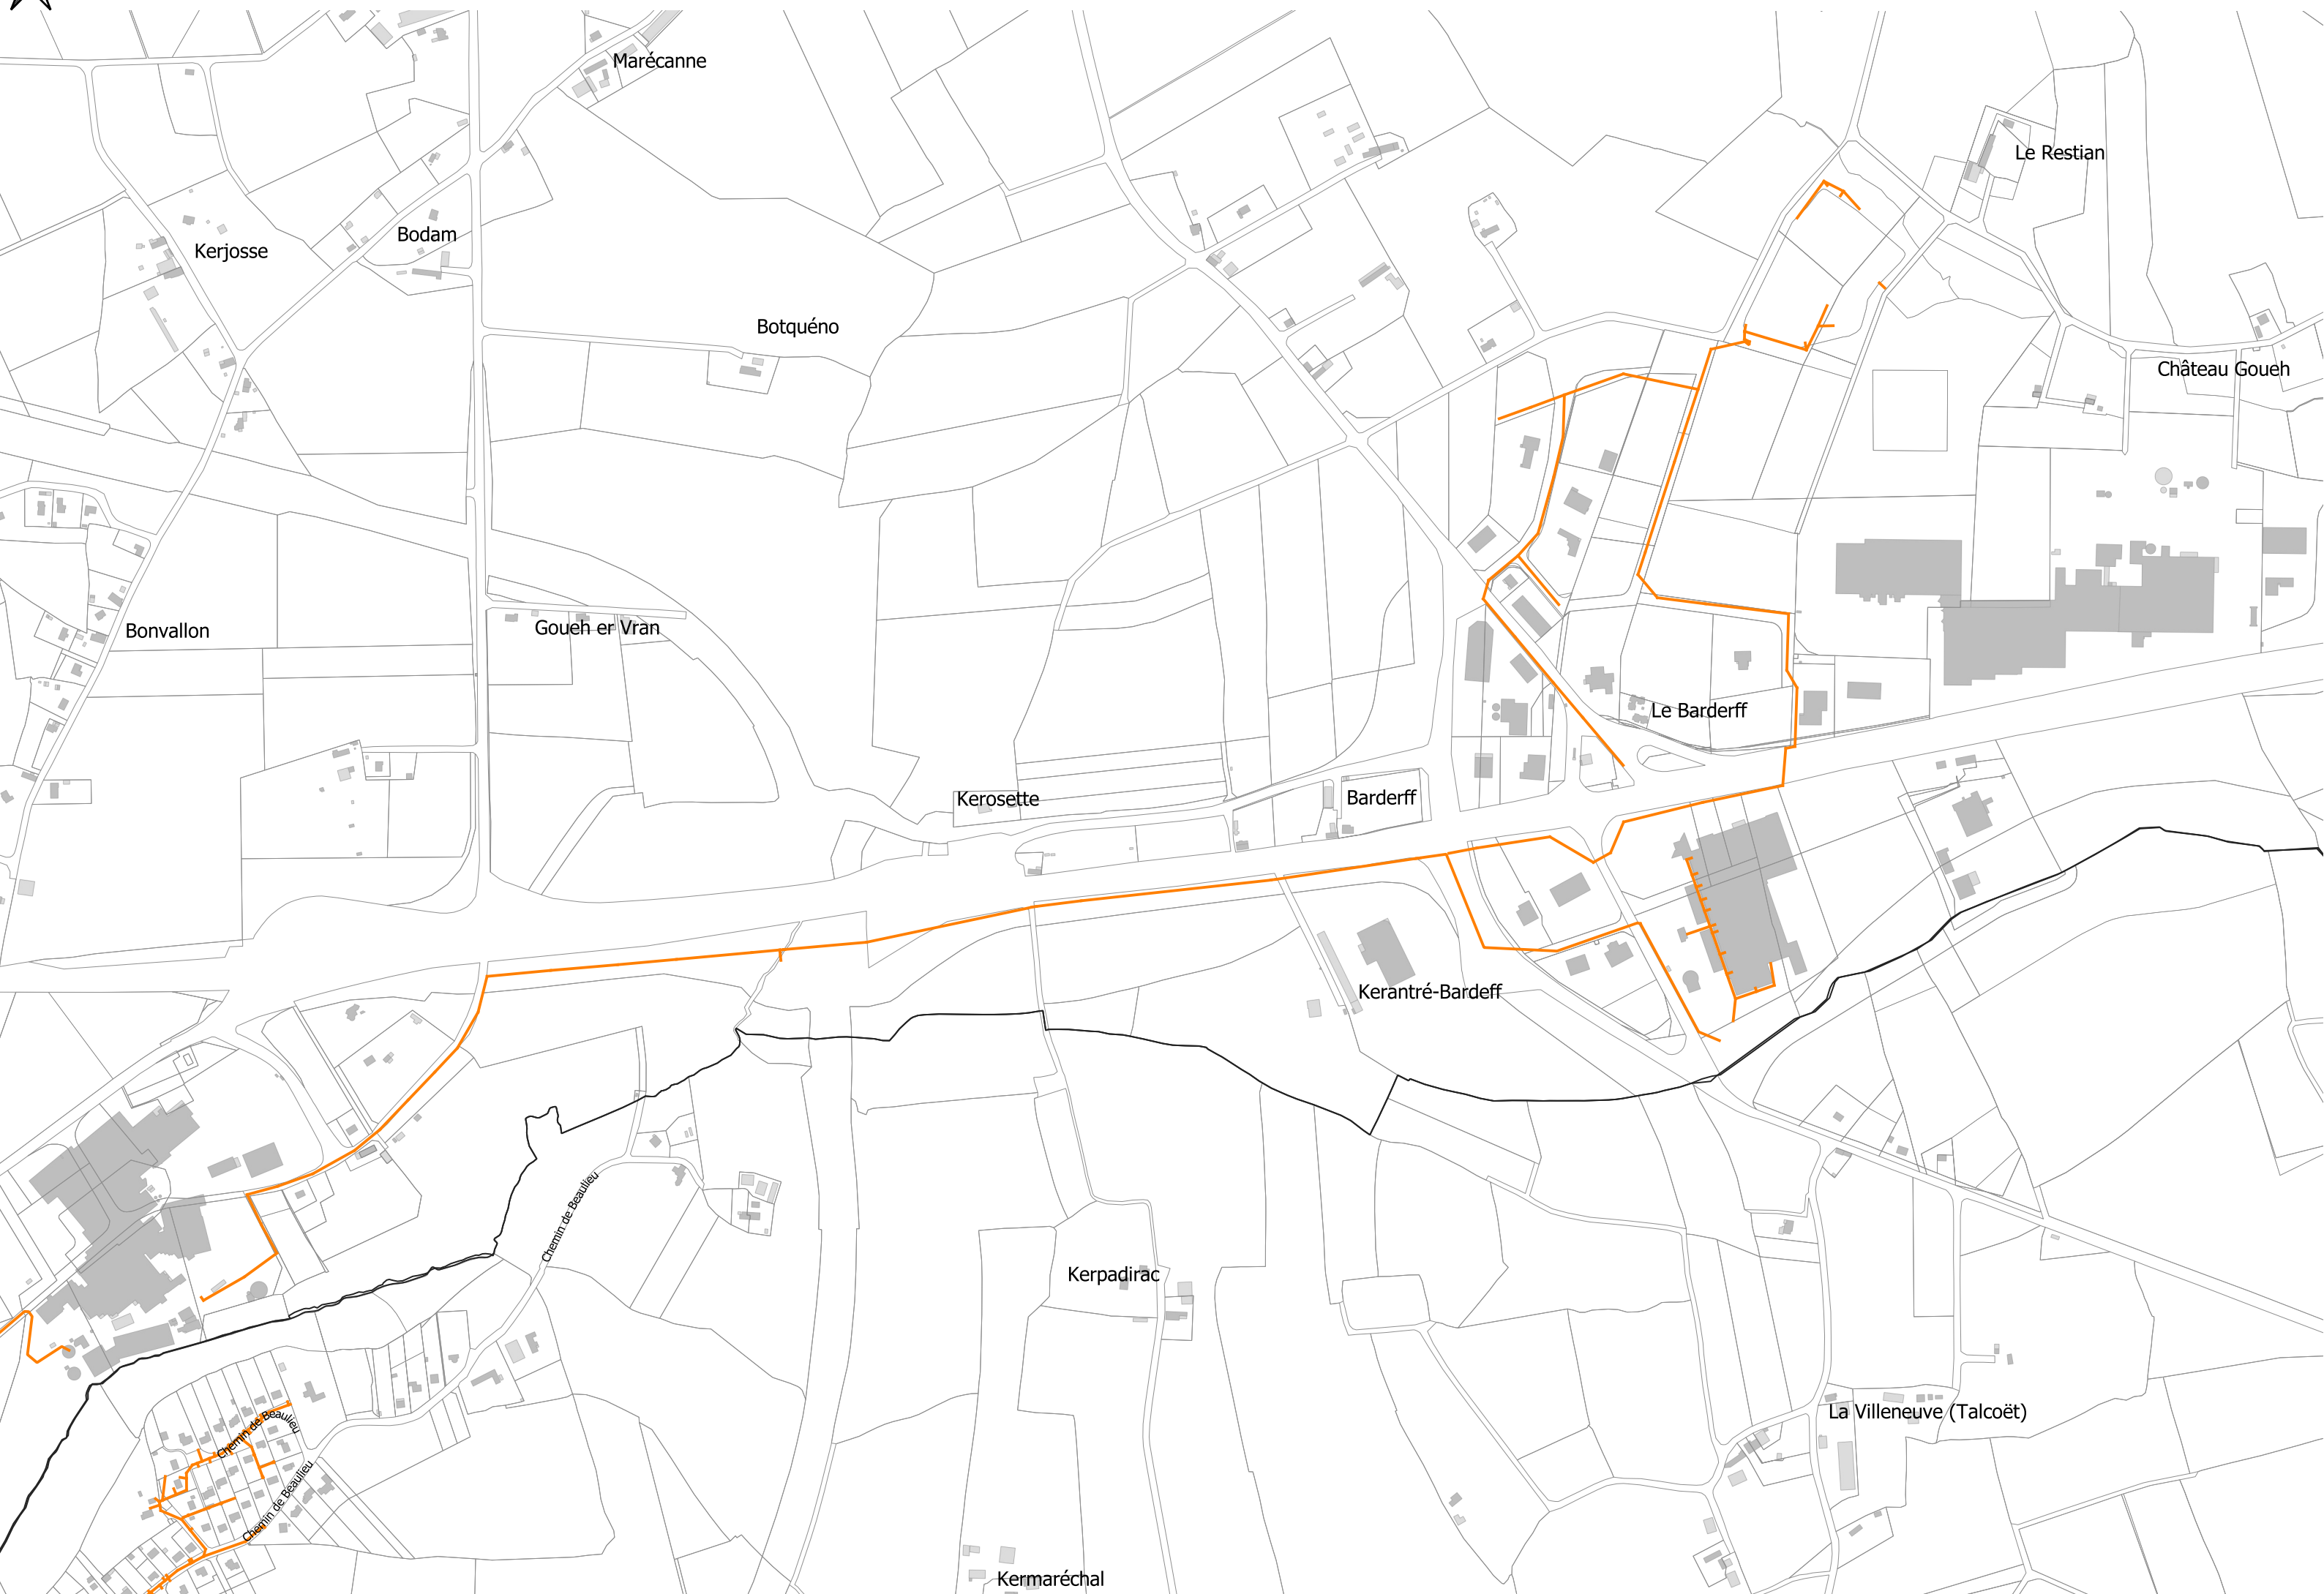 Marécanne
Le Restian
Bodam
Kerjosse
Botquéno
Château Goueh
Goueh er Vran
Bonvallon
Le Barderff
Barderff
Kerosette
Kerantré-Bardeff
Chemin de Beaulieu
Kerpadirac
La Villeneuve (Talcoët)
Chemin de Beaulieu
Chemin de Beaulieu
Kermaréchal